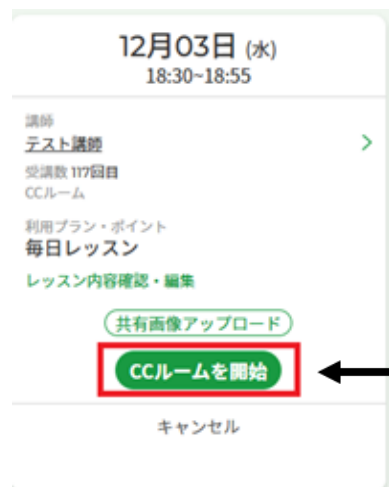 12月03日 (水)
18:30~18:55
講師
テスト講師
受講数 117回目
CCルーム
利用プラン・ポイント
毎日レッスン
レッスン内容確認・編集
共有画像アップロード
CCルームを開始
キャンセル